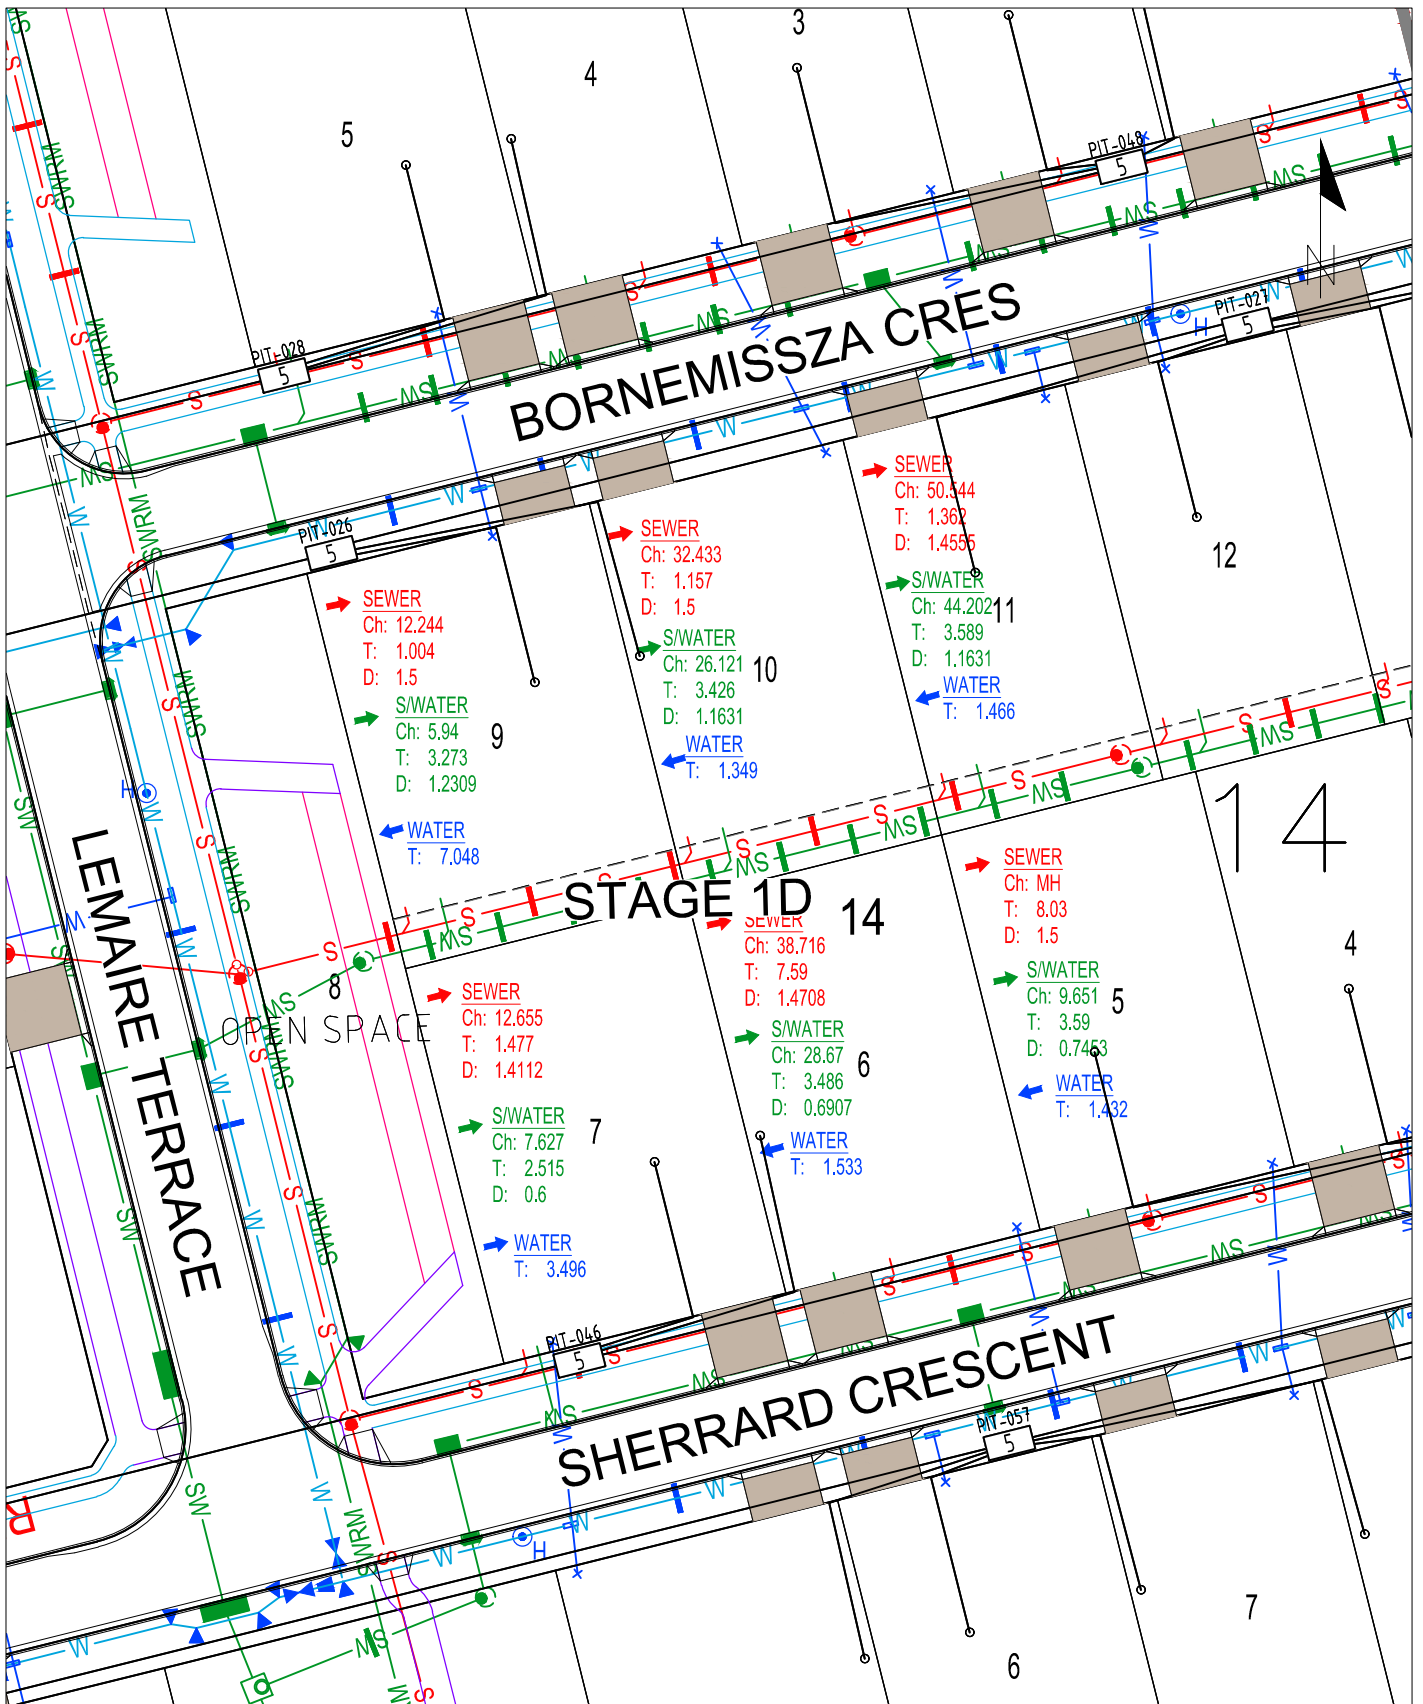 3
4
5
PIT-048
5
PIT-028
5
PIT-027
5
N
H
BORNEMISSZA CRES
PIT-026
5
SEWER
Ch: 50.544
T: 1.362
D: 1.4555
S/WATER
Ch: 44.202
T: 3.589
D: 1.1631
WATER
T: 1.466
11
12
SEWER
Ch: 32.433
T: 1.157
D: 1.5
S/WATER
Ch: 26.121
T: 3.426
D: 1.1631
WATER
T: 1.349
10
SEWER
Ch: 12.244
T: 1.004
D: 1.5
S/WATER
Ch: 5.94
T: 3.273
D: 1.2309
WATER
T: 7.048
9
H
LEMAIRE TERRACE
STAGE 1D
14
14
SEWER
Ch: MH
T: 8.03
D: 1.5
S/WATER
Ch: 9.651
T: 3.59
D: 0.7453
WATER
T: 1.432
5
4
SEWER
Ch: 38.716
T: 7.59
D: 1.4708
S/WATER
Ch: 28.67
T: 3.486
D: 0.6907
WATER
T: 1.533
6
8
OPEN SPACE
SEWER
Ch: 12.655
T: 1.477
D: 1.4112
S/WATER
Ch: 7.627
T: 2.515
D: 0.6
WATER
T: 3.496
7
PIT-046
5
SHERRARD CRESCENT
PIT-057
5
R
H
7
6